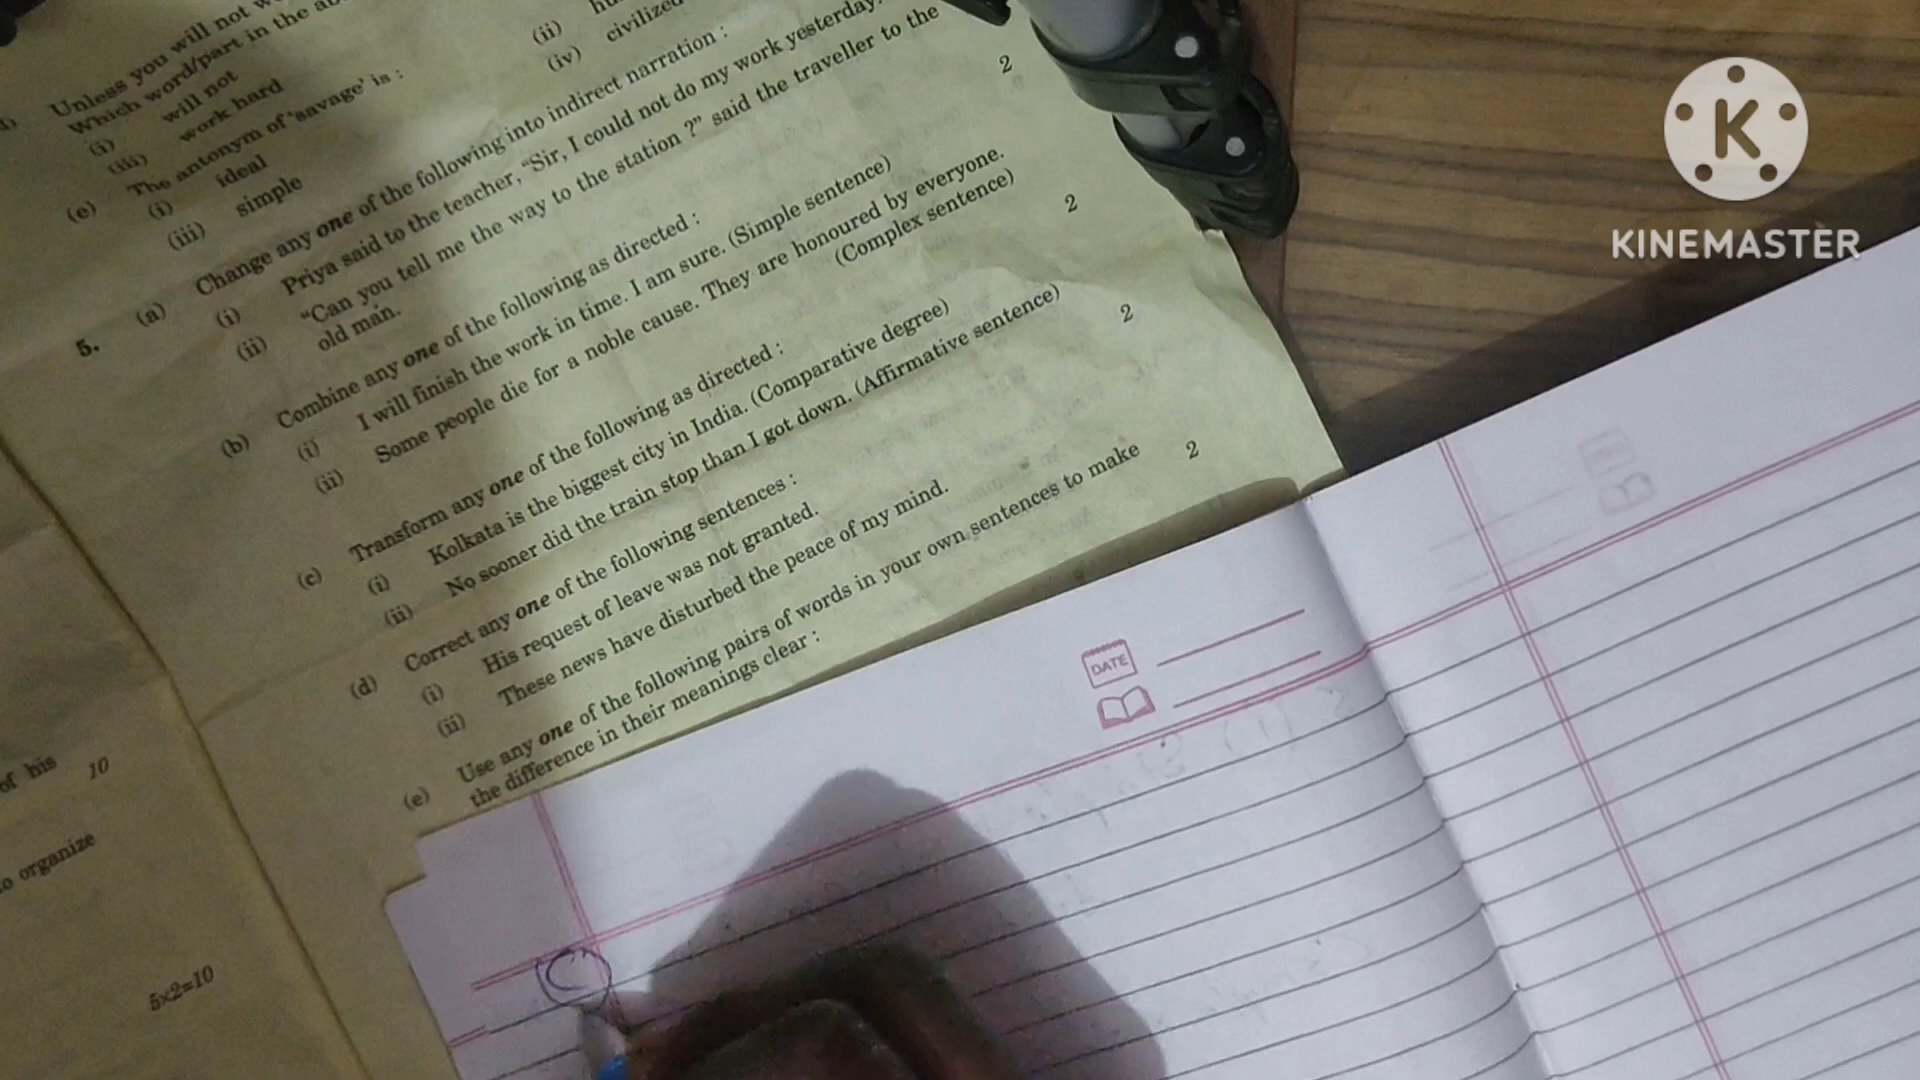 Unless you will not
Which word/part in the
(i) will not
(ii)
(iii) work hard
(iv) civilized
(e) The antonym of 'savage' is :
(i) ideal
(iii) simple
5. (a) Change any one of the following into indirect narration : 2
(i) Priya said to the teacher, "Sir, I could not do my work yesterday.
(ii) "Can you tell me the way to the station ?" said the traveller to the
old man.
(b) Combine any one of the following as directed : 2
(i) I will finish the work in time. I am sure. (Simple sentence)
(ii) Some people die for a noble cause. They are honoured by everyone.
(Complex sentence)
(c) Transform any one of the following as directed : 2
(i) Kolkata is the biggest city in India. (Comparative degree)
(ii) No sooner did the train stop than I got down. (Affirmative sentence)
(d) Correct any one of the following sentences : 2
(i) His request of leave was not granted.
(ii) These news have disturbed the peace of my mind.
(e) Use any one of the following pairs of words in your own sentences to make
the difference in their meanings clear :
of his 10
organize
5×2=10
DATE
C
K
KINEMASTER